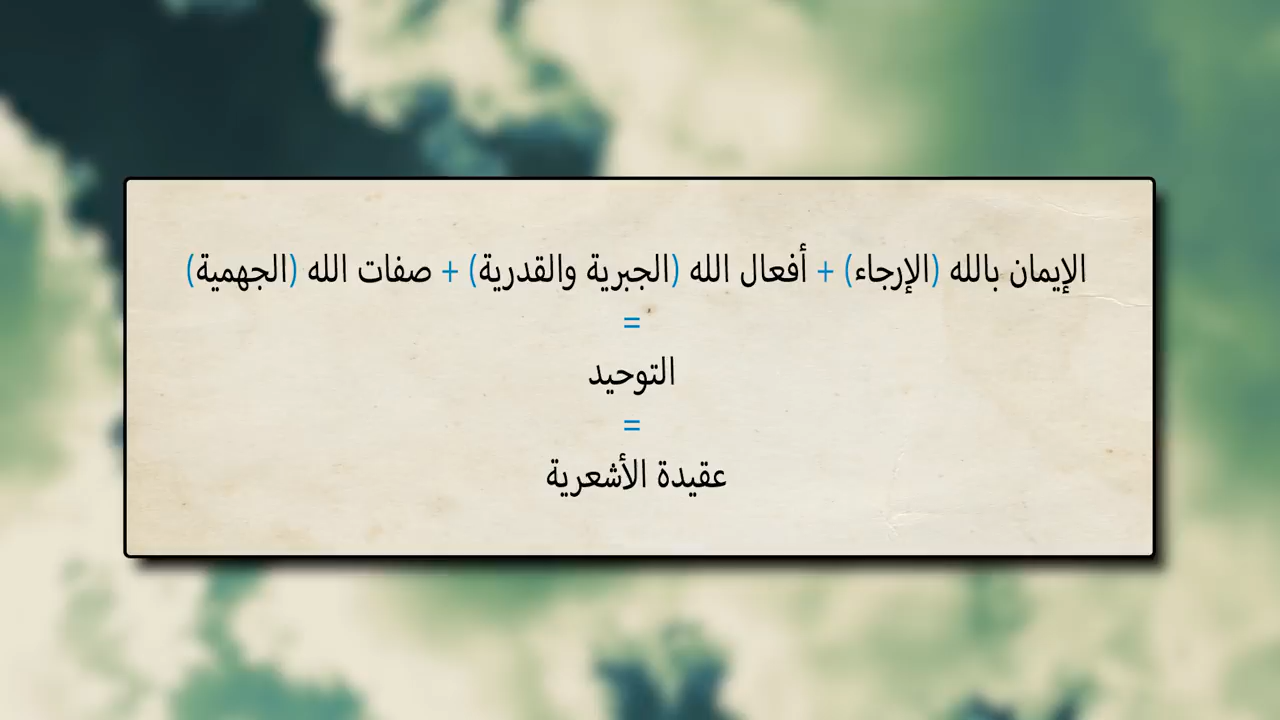 الإيمان بالله (الإرجاء) + أفعال الله (الجبرية والقدرية) + صفات الله (الجهمية)
=
التوحيد
=
عقيدة الأشعرية